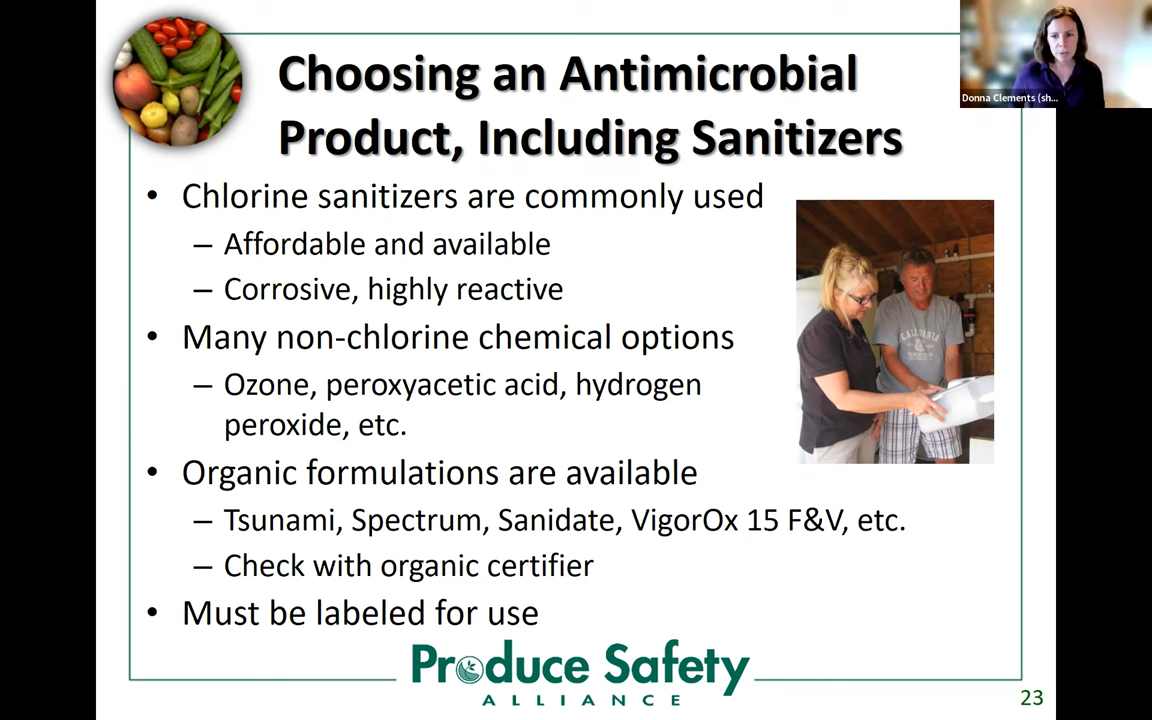 Choosing an Antimicrobial
Product, Including Sanitizers
Donna Clements (sh...
• Chlorine sanitizers are commonly used
– Affordable and available
– Corrosive, highly reactive
• Many non-chlorine chemical options
– Ozone, peroxyacetic acid, hydrogen
peroxide, etc.
• Organic formulations are available
– Tsunami, Spectrum, Sanidate, VigorOx 15 F&V, etc.
– Check with organic certifier
• Must be labeled for use
CALIFORNIA
Produce Safety
ALLIANCE
23